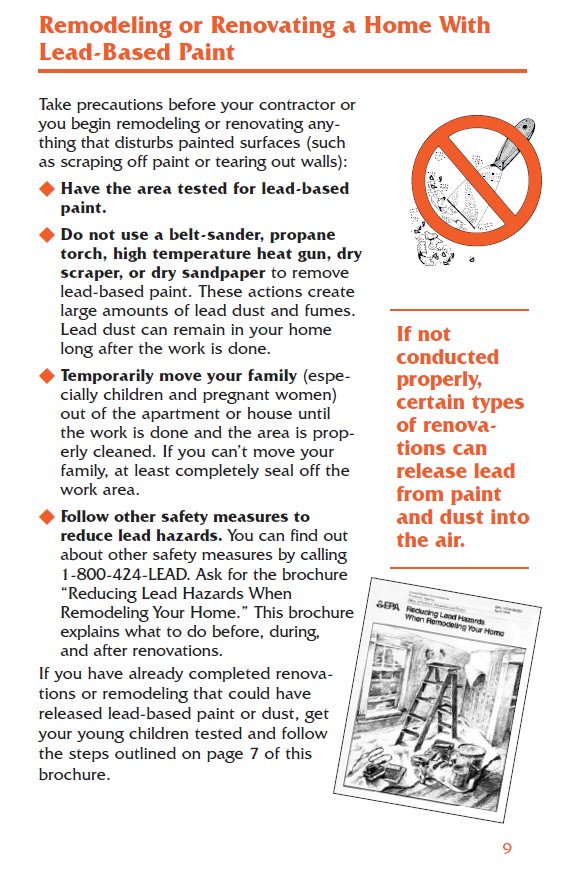 Remodeling or Renovating a Home With
Lead-Based Paint
Take precautions before your contractor or
you begin remodeling or renovating any-
thing that disturbs painted surfaces (such
as scraping off paint or tearing out walls):
◆ Have the area tested for lead-based
paint.
◆ Do not use a belt-sander, propane
torch, high temperature heat gun, dry
scraper, or dry sandpaper to remove
lead-based paint. These actions create
large amounts of lead dust and fumes.
Lead dust can remain in your home
long after the work is done.
◆ Temporarily move your family (espe-
cially children and pregnant women)
out of the apartment or house until
the work is done and the area is prop-
erly cleaned. If you can't move your
family, at least completely seal off the
work area.
◆ Follow other safety measures to
reduce lead hazards. You can find out
about other safety measures by calling
1-800-424-LEAD. Ask for the brochure
“Reducing Lead Hazards When
Remodeling Your Home.” This brochure
explains what to do before, during,
and after renovations.
If you have already completed renova-
tions or remodeling that could have
released lead-based paint or dust, get
your young children tested and follow
the steps outlined on page 7 of this
brochure.
If not
conducted
properly,
certain types
of renova-
tions can
release lead
from paint
and dust into
the air.
EPA
Reducing Lead Hazards
When Remodeling Your Home
9